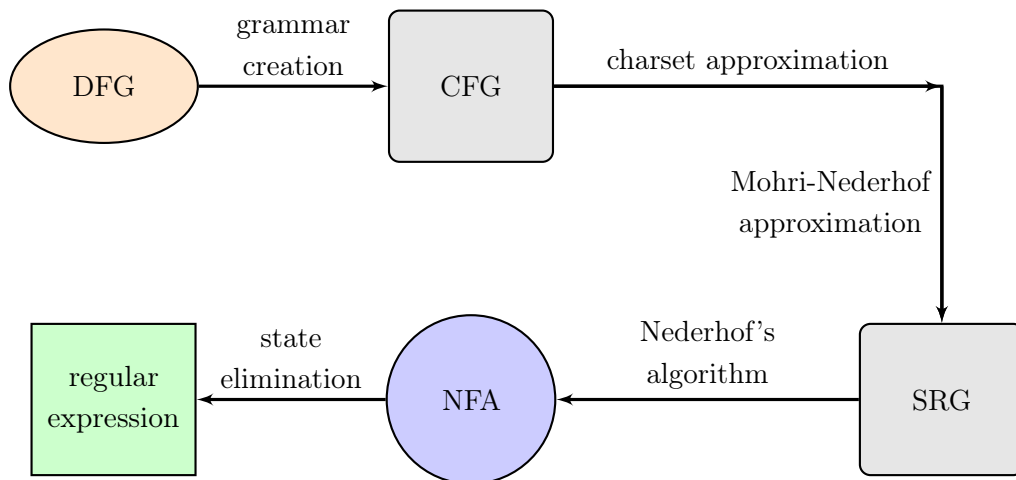 DFG
grammar
creation
CFG
charset approximation
Mohri-Nederhof
approximation
SRG
Nederhof's
algorithm
NFA
state
elimination
regular
expression